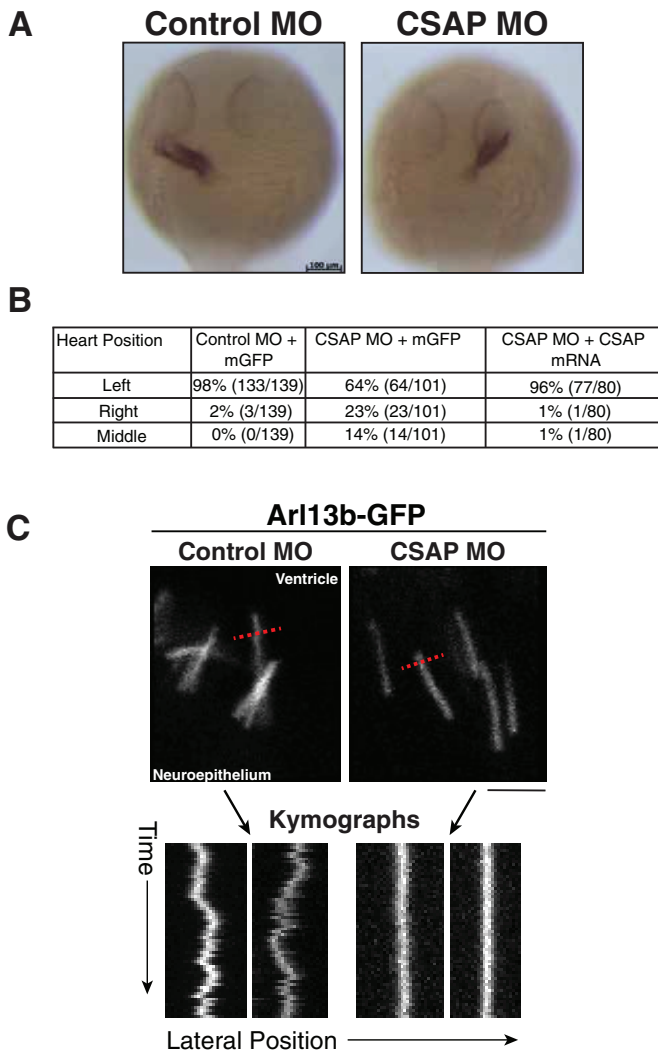 A
Control MO CSAP MO
100 µm
B
Heart Position Control MO + mGFP CSAP MO + mGFP CSAP MO + CSAP mRNA
Left 98% (133/139) 64% (64/101) 96% (77/80)
Right 2% (3/139) 23% (23/101) 1% (1/80)
Middle 0% (0/139) 14% (14/101) 1% (1/80)
C
Arl13b-GFP
Control MO CSAP MO
Ventricle
Neuroepithelium
Kymographs
Time
Lateral Position